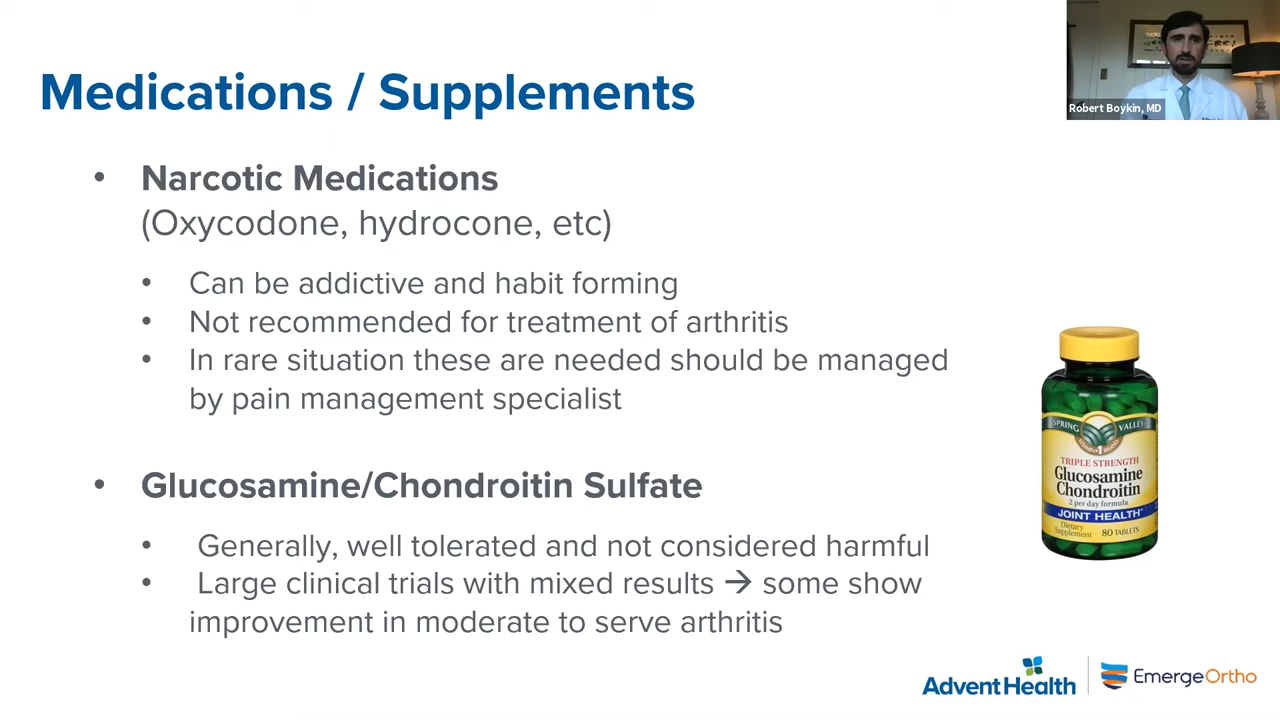 Medications / Supplements
Robert Boykin, MD
• Narcotic Medications
(Oxycodone, hydrocone, etc)
• Can be addictive and habit forming
• Not recommended for treatment of arthritis
• In rare situation these are needed should be managed
by pain management specialist
• Glucosamine/Chondroitin Sulfate
• Generally, well tolerated and not considered harmful
• Large clinical trials with mixed results → some show
improvement in moderate to serve arthritis
SPRING VALLEY
TRIPLE STRENGTH
Glucosamine
Chondroitin
2 per day formula
JOINT HEALTH™
Dietary
Supplement
80 TABLETS
AdventHealth
EmergeOrtho